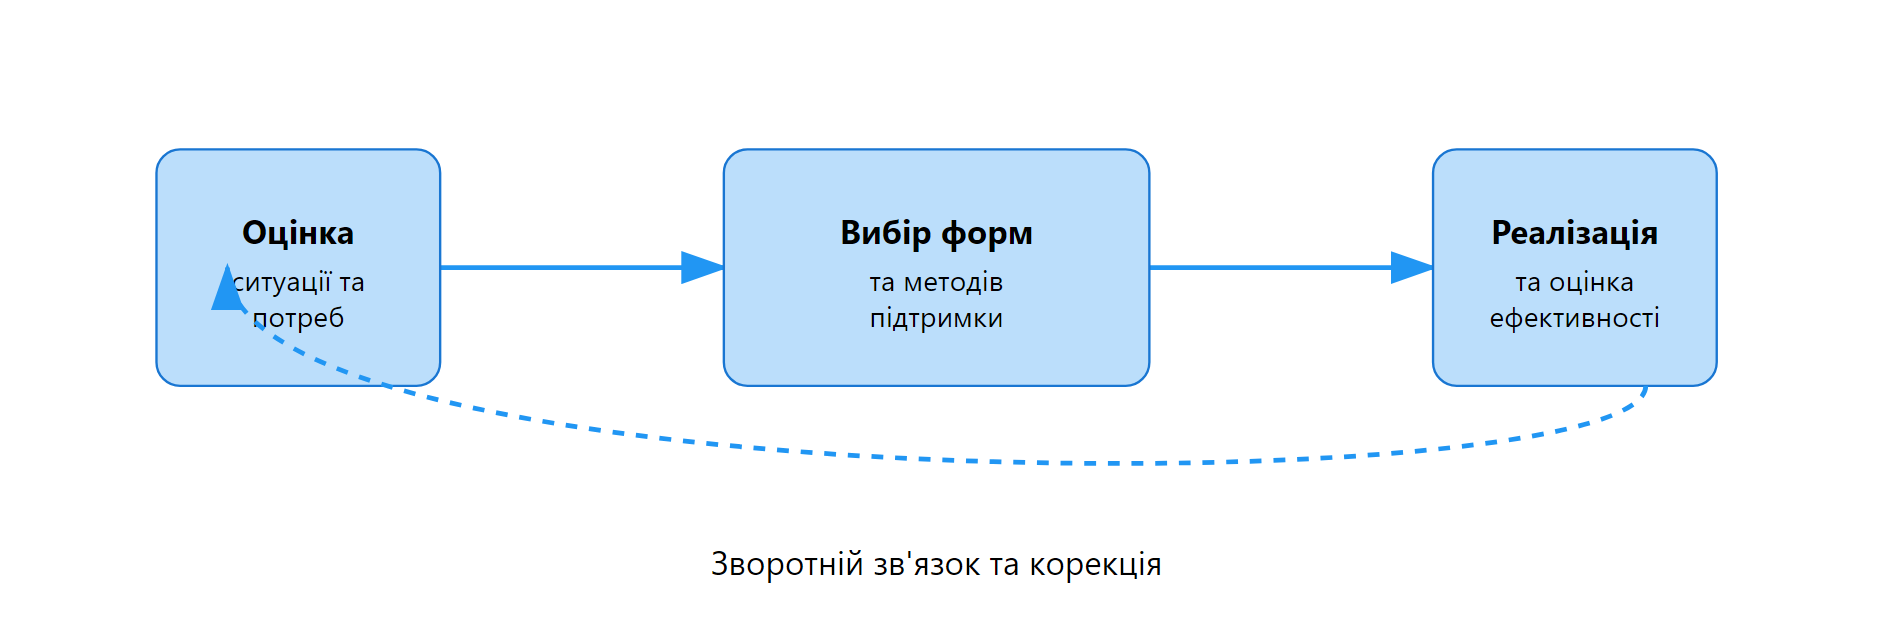 Оцінка
ситуації та
потреб
Вибір форм
та методів
підтримки
Реалізація
та оцінка
ефективності
Зворотній зв'язок та корекція